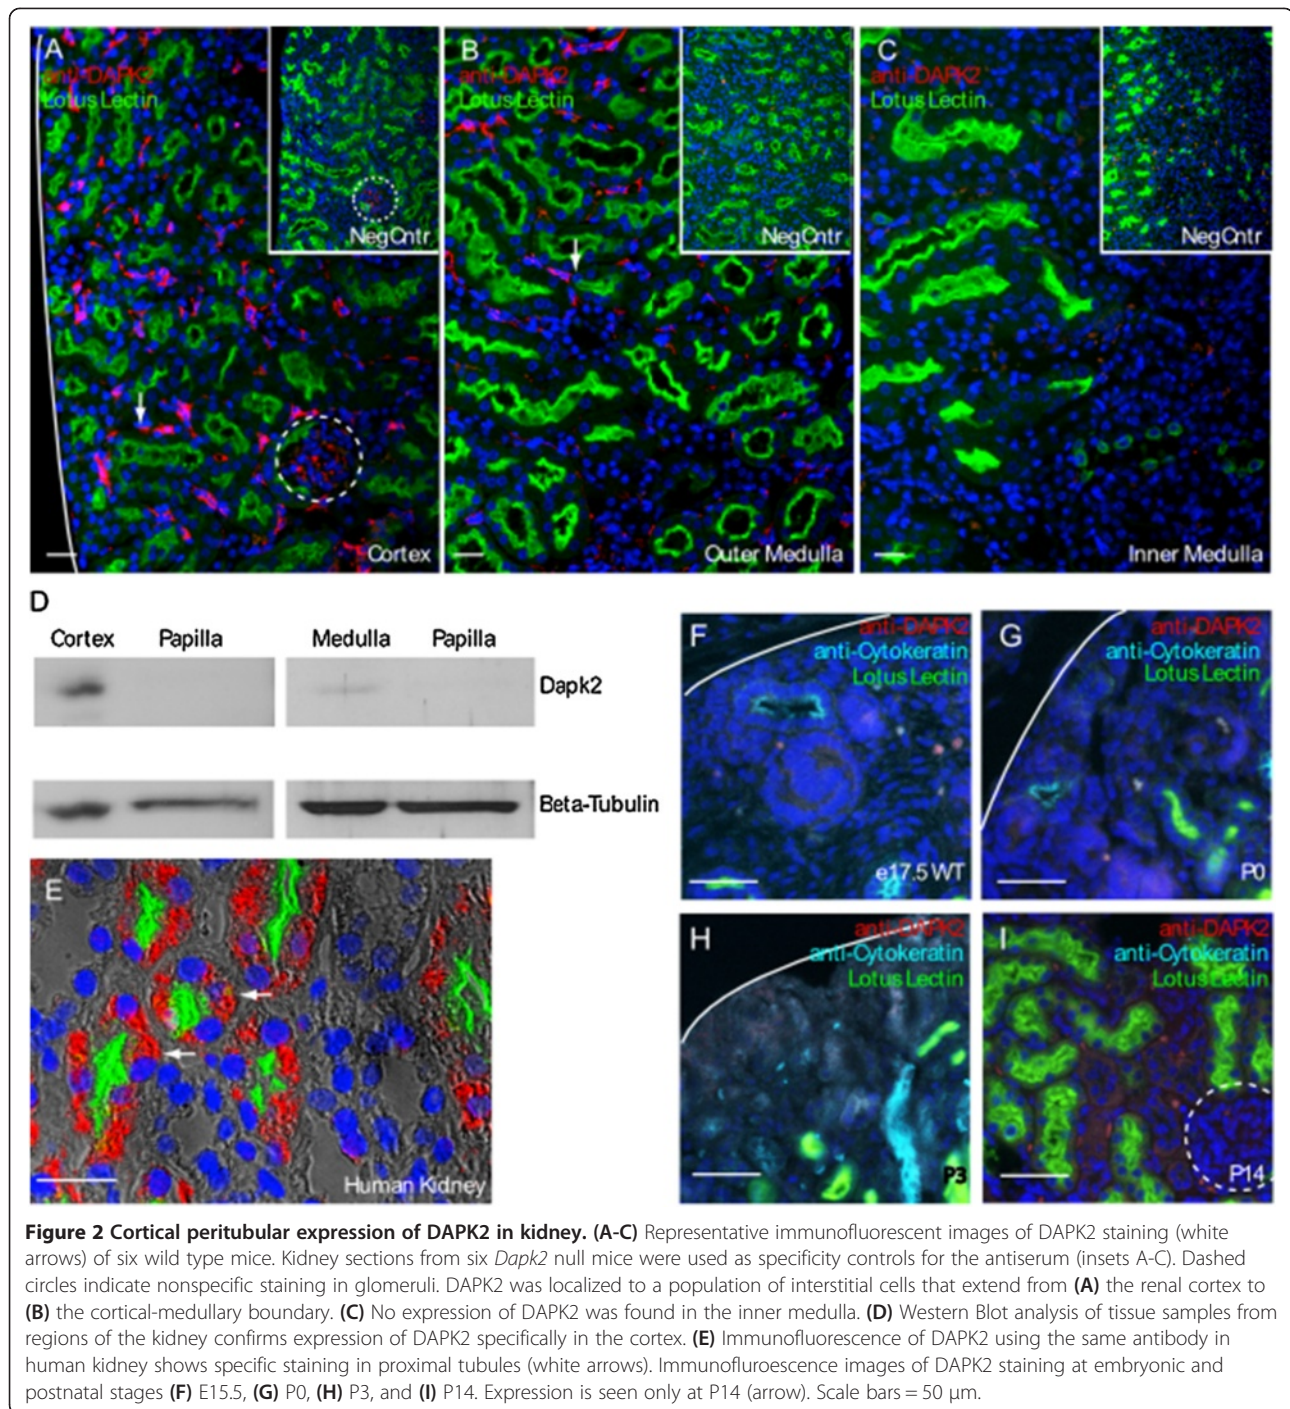 A
anti-DAPK2
Lotus Lectin
NegCntr
Cortex
B
anti-DAPK2
Lotus Lectin
NegCntr
Outer Medulla
C
anti-DAPK2
Lotus Lectin
NegCntr
Inner Medulla
D
Cortex Papilla Medulla Papilla
Dapk2
Beta-Tubulin
E
Human Kidney
F
anti-DAPK2
anti-Cytokeratin
Lotus Lectin
e17.5 WT
G
anti-DAPK2
anti-Cytokeratin
Lotus Lectin
P0
H
anti-DAPK2
anti-Cytokeratin
Lotus Lectin
P3
I
anti-DAPK2
anti-Cytokeratin
Lotus Lectin
P14
Figure 2 Cortical peritubular expression of DAPK2 in kidney. (A-C) Representative immunofluorescent images of DAPK2 staining (white
arrows) of six wild type mice. Kidney sections from six Dapk2 null mice were used as specificity controls for the antiserum (insets A-C). Dashed
circles indicate nonspecific staining in glomeruli. DAPK2 was localized to a population of interstitial cells that extend from (A) the renal cortex to
(B) the cortical-medullary boundary. (C) No expression of DAPK2 was found in the inner medulla. (D) Western Blot analysis of tissue samples from
regions of the kidney confirms expression of DAPK2 specifically in the cortex. (E) Immunofluorescence of DAPK2 using the same antibody in
human kidney shows specific staining in proximal tubules (white arrows). Immunofluroescence images of DAPK2 staining at embryonic and
postnatal stages (F) E15.5, (G) P0, (H) P3, and (I) P14. Expression is seen only at P14 (arrow). Scale bars = 50 μm.